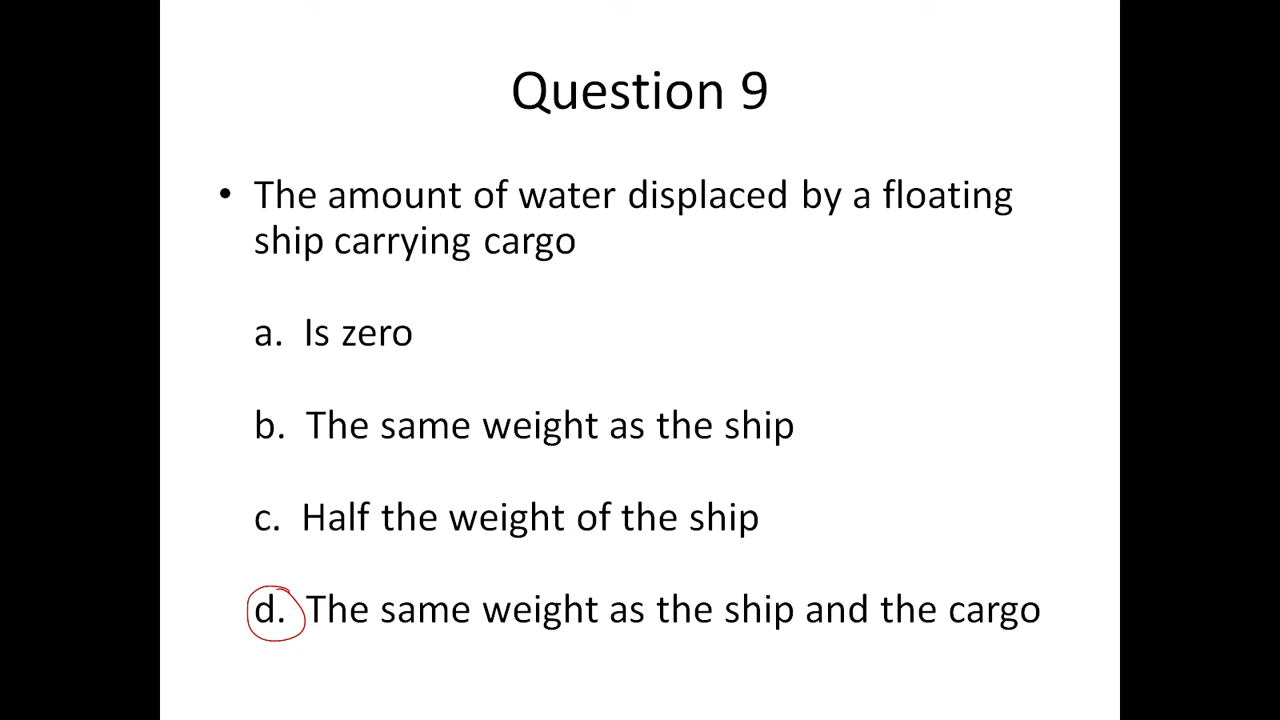 Question 9
• The amount of water displaced by a floating
ship carrying cargo
a. Is zero
b. The same weight as the ship
c. Half the weight of the ship
d. The same weight as the ship and the cargo